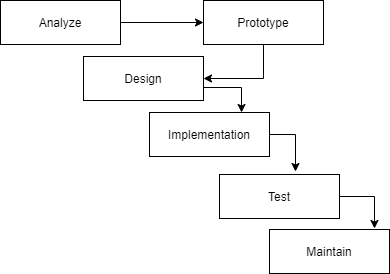 Analyze
Prototype
Design
Implementation
Test
Maintain